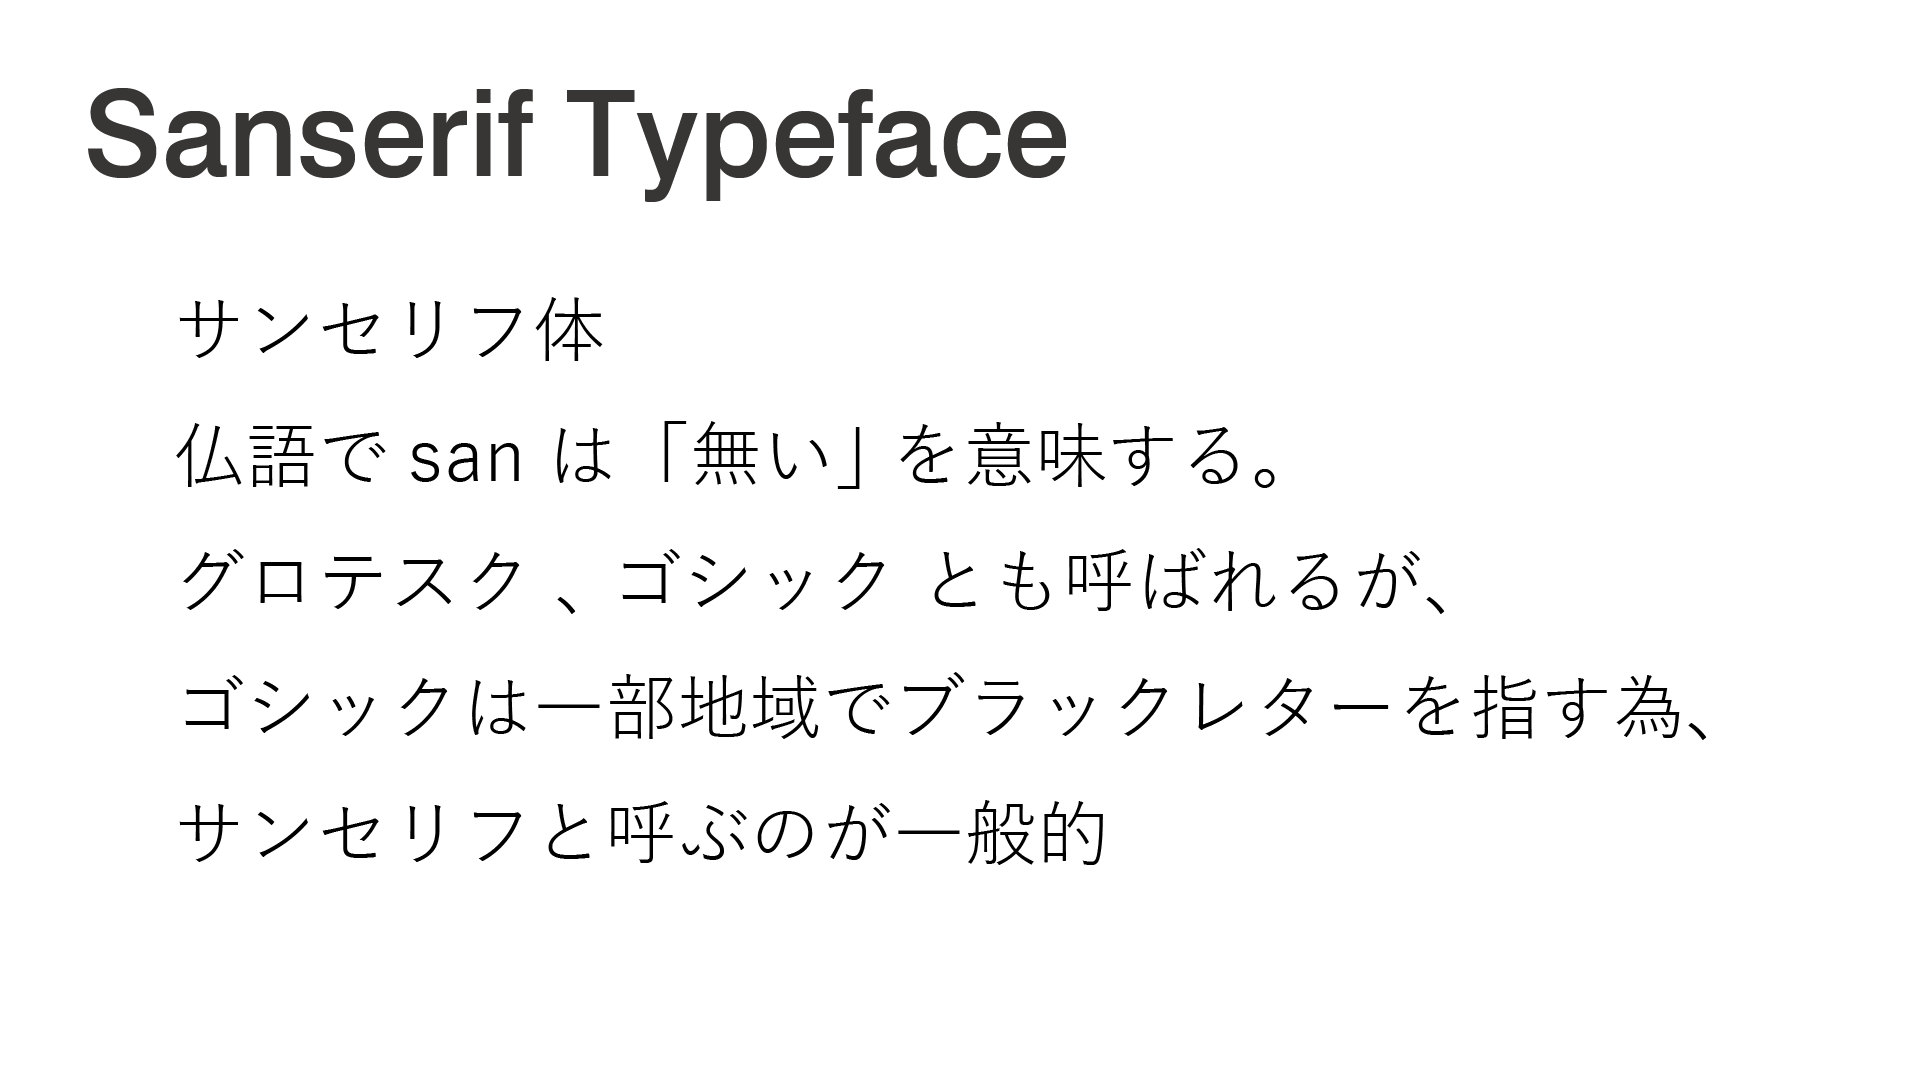 Sanserif Typeface
サンセリフ体
仏語で san は「無い」を意味する。
グロテスク 、ゴシック とも呼ばれるが、
ゴシックは一部地域でブラックレターを指す為、
サンセリフと呼ぶのが一般的